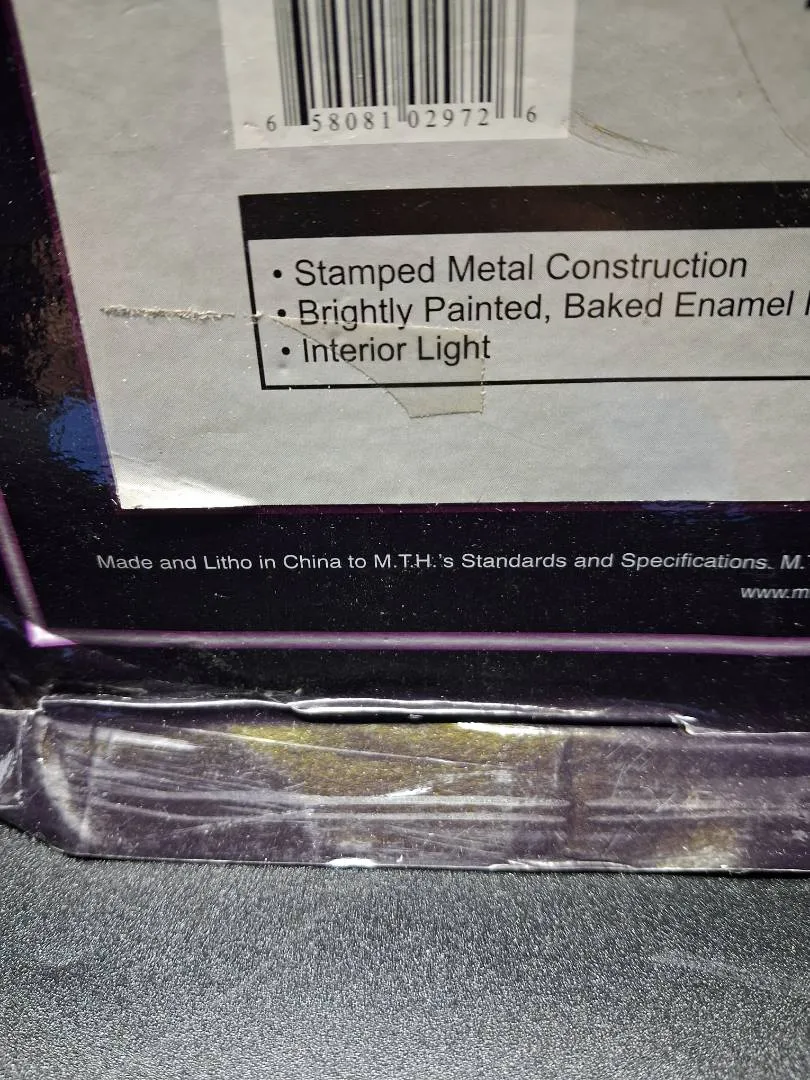 6 58081 02972 6
• Stamped Metal Construction
• Brightly Painted, Baked Enamel
• Interior Light
Made and Litho in China to M.T.H.'s Standards and Specifications. M.
www.m